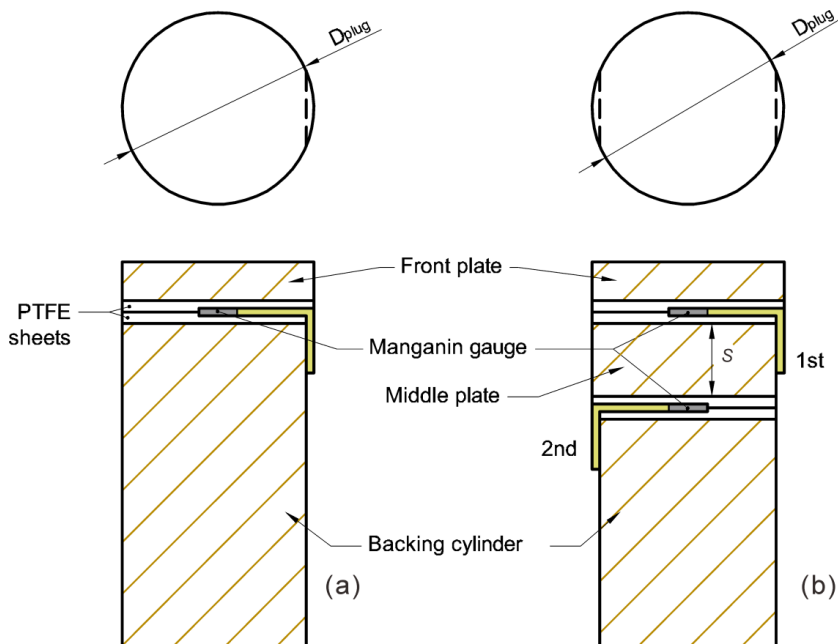 Dplug
Dplug
Front plate
PTFE
sheets
Manganin gauge
S
1st
Middle plate
2nd
Backing cylinder
(a)
(b)